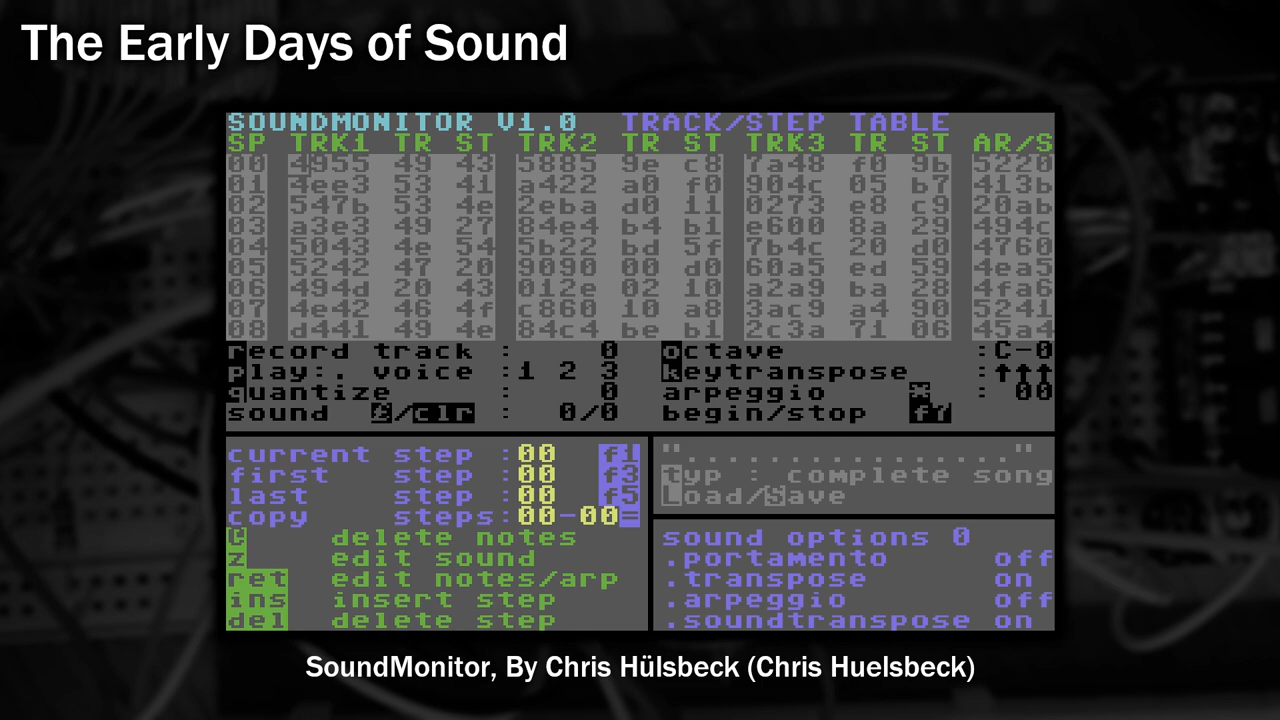 The Early Days of Sound
SOUNDMONITOR V1.0 TRACK/STEP TABLE
SP TRK1 TR ST TRK2 TR ST TRK3 TR ST AR/S
00 4955 49 43 5885 9e c8 7a48 f0 9b 5220
01 4ee3 53 41 a422 a0 f0 904c 05 b7 413b
02 547b 53 4e 2eba d0 11 0273 e8 c9 20ab
03 a3e3 49 27 84e4 b4 b1 e600 8a 29 494c
04 5043 4e 54 5b22 bd 5f 7b4c 20 d0 4760
05 5242 47 20 9090 00 d0 60a5 ed 59 4ea5
06 494d 20 43 012e 02 10 a2a9 ba 28 4fa6
07 4e42 46 4f c860 10 a8 3ac9 a4 90 5241
08 d441 49 4e 84c4 be b1 2c3a 71 06 45a4
record track : 0 octave :C-0
play:. voice :1 2 3 keytranspose :↑↑↑
quantize : 0 arpeggio * : 00
sound @/clr : 0/0 begin/stop f7
current step :00 f1
first step :00 f3
last step :00 f5
copy steps:00-00=
delete notes
z edit sound
ret edit notes/arp
ins insert step
del delete step
"................"
typ : complete song
Load/Save
sound options 0
.portamento off
.transpose on
.arpeggio off
.soundtranspose on
SoundMonitor, By Chris Hülsbeck (Chris Huelsbeck)